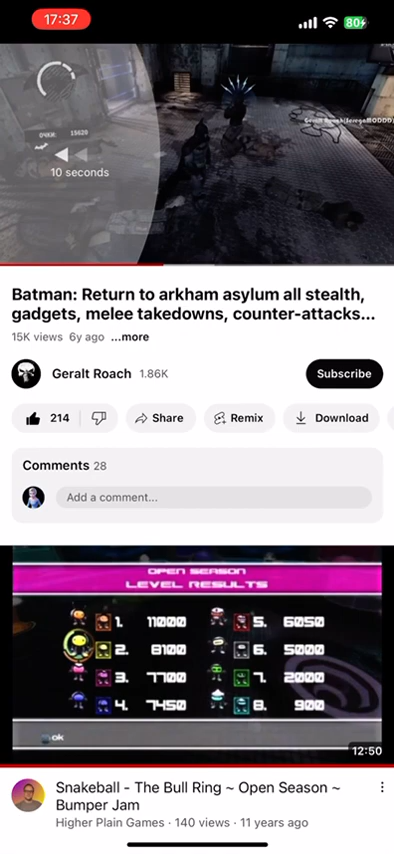 17:37
80
ОЧКИ: 15620
10 seconds
Batman: Return to arkham asylum all stealth,
gadgets, melee takedowns, counter-attacks...
15K views 6y ago ...more
Geralt Roach 1.86K
Subscribe
214
Share
Remix
Download
Comments 28
Add a comment...
OPEN SEASON
LEVEL RESULTS
1. 11000
2. 8100
3. 7700
4. 7450
5. 6050
6. 5000
7. 2000
8. 900
ok
12:50
Snakeball - The Bull Ring ~ Open Season ~
Bumper Jam
Higher Plain Games · 140 views · 11 years ago